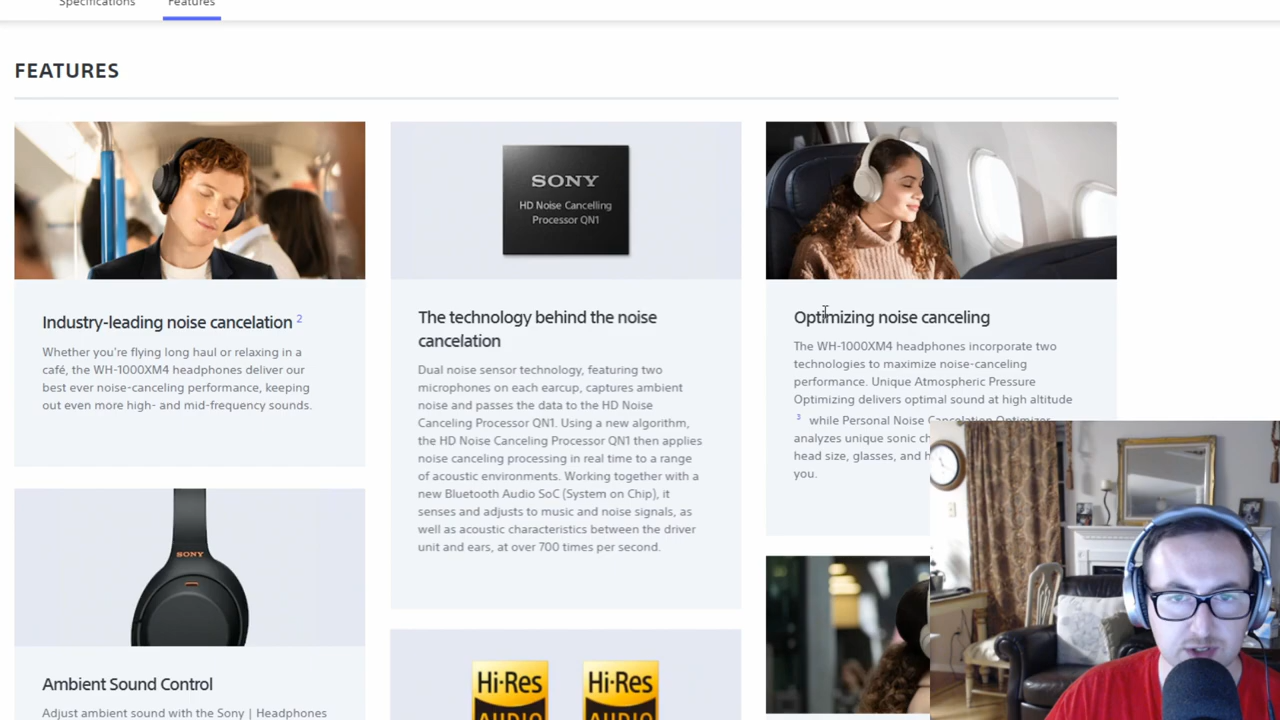 Specifications
Features
FEATURES
Industry-leading noise cancelation 2
Whether you're flying long haul or relaxing in a
café, the WH-1000XM4 headphones deliver our
best ever noise-canceling performance, keeping
out even more high- and mid-frequency sounds.
SONY
HD Noise Cancelling
Processor QN1
The technology behind the noise
cancelation
Dual noise sensor technology, featuring two
microphones on each earcup, captures ambient
noise and passes the data to the HD Noise
Canceling Processor QN1. Using a new algorithm,
the HD Noise Canceling Processor QN1 then applies
noise canceling processing in real time to a range
of acoustic environments. Working together with a
new Bluetooth Audio SoC (System on Chip), it
senses and adjusts to music and noise signals, as
well as acoustic characteristics between the driver
unit and ears, at over 700 times per second.
Optimizing noise canceling
The WH-1000XM4 headphones incorporate two
technologies to maximize noise-canceling
performance. Unique Atmospheric Pressure
Optimizing delivers optimal sound at high altitude
3 while Personal Noise Cancelation Optimizer
analyzes unique sonic
head size, glasses, and
you.
SONY
Ambient Sound Control
Adjust ambient sound with the Sony | Headphones
Hi-Res
AUDIO
Hi-Res
AUDIO